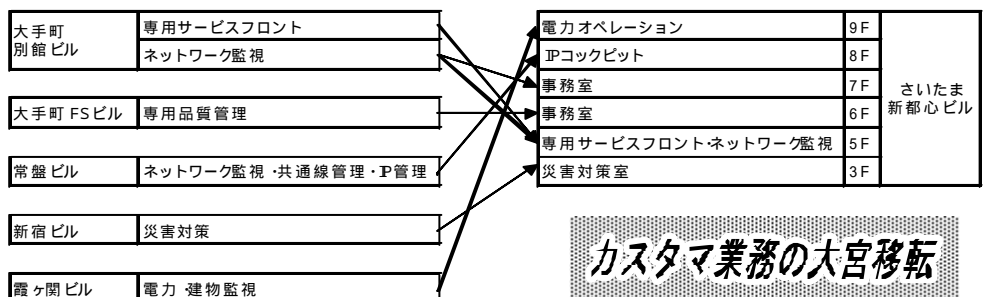 大手町
別館ビル
専用サービスフロント
ネットワーク監視
大手町FSビル 専用品質管理
常盤ビル ネットワーク監視・共通線管理・IP管理
新宿ビル 災害対策
霞ヶ関ビル 電力・建物監視
電力オペレーション 9F
IPコックピット 8F
事務室 7F
事務室 6F
専用サービスフロント・ネットワーク監視 5F
災害対策室 3F
さいたま
新都心ビル
カスタマ業務の大宮移転